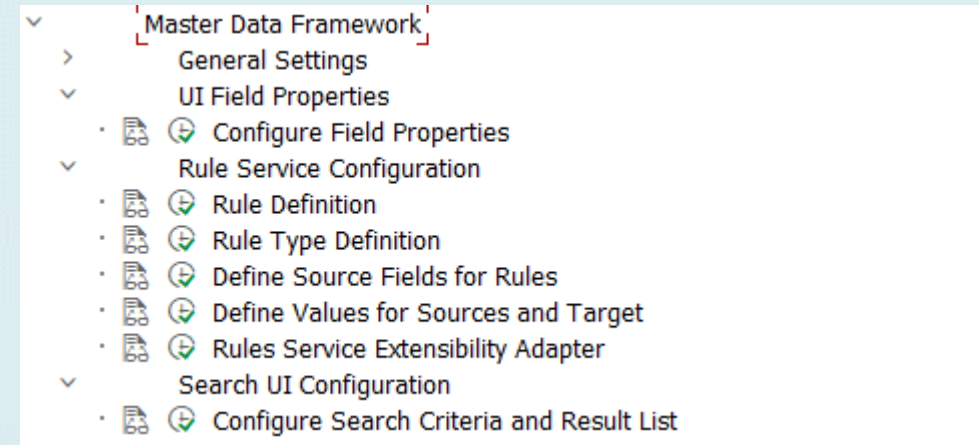 Master Data Framework
General Settings
UI Field Properties
Configure Field Properties
Rule Service Configuration
Rule Definition
Rule Type Definition
Define Source Fields for Rules
Define Values for Sources and Target
Rules Service Extensibility Adapter
Search UI Configuration
Configure Search Criteria and Result List